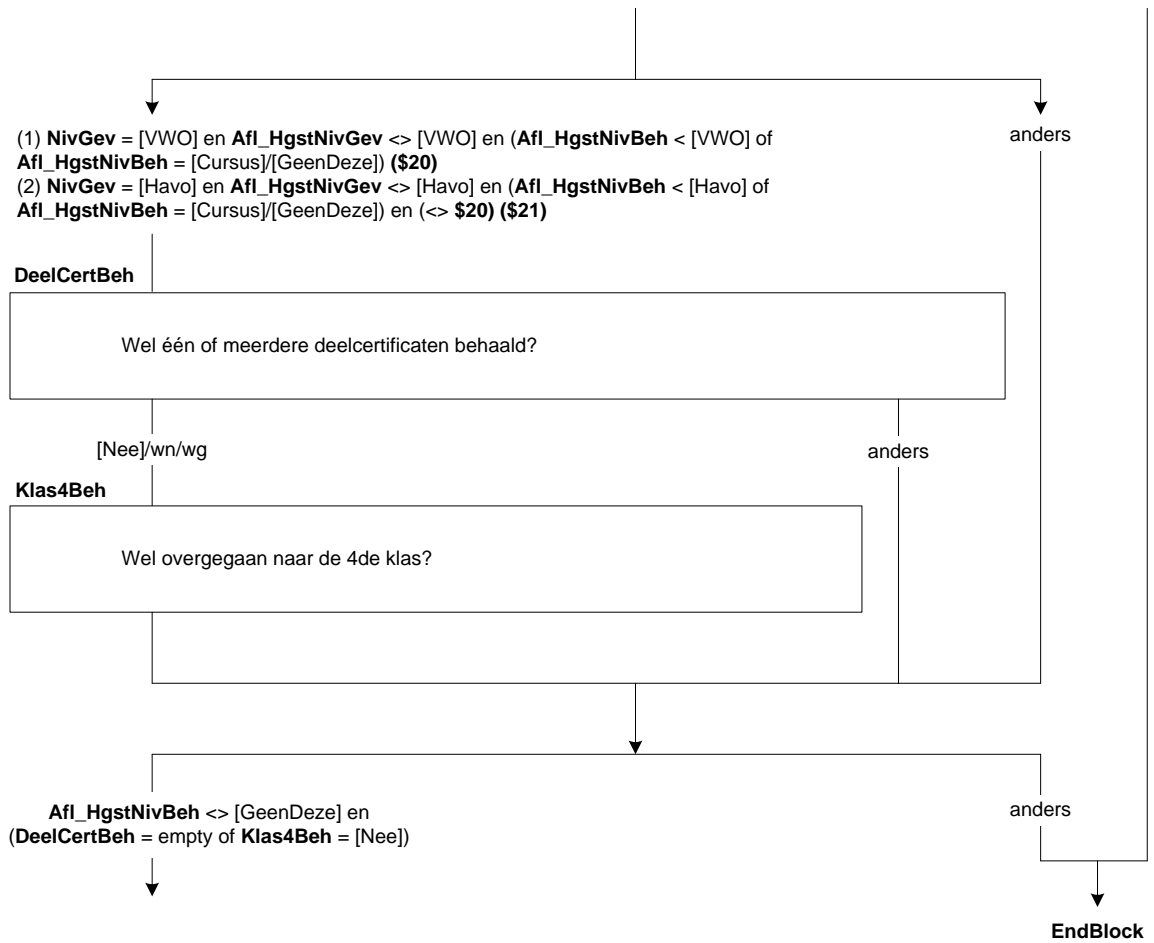 (1) NivGev = [VWO] en Afl_HgstNivGev <> [VWO] en (Afl_HgstNivBeh < [VWO] of
Afl_HgstNivBeh = [Cursus]/[GeenDeze]) ($20)
(2) NivGev = [Havo] en Afl_HgstNivGev <> [Havo] en (Afl_HgstNivBeh < [Havo] of
Afl_HgstNivBeh = [Cursus]/[GeenDeze]) en (<> $20) ($21)
anders
DeelCertBeh
Wel één of meerdere deelcertificaten behaald?
[Nee]/wn/wg
anders
Klas4Beh
Wel overgegaan naar de 4de klas?
Afl_HgstNivBeh <> [GeenDeze] en
(DeelCertBeh = empty of Klas4Beh = [Nee])
anders
EndBlock